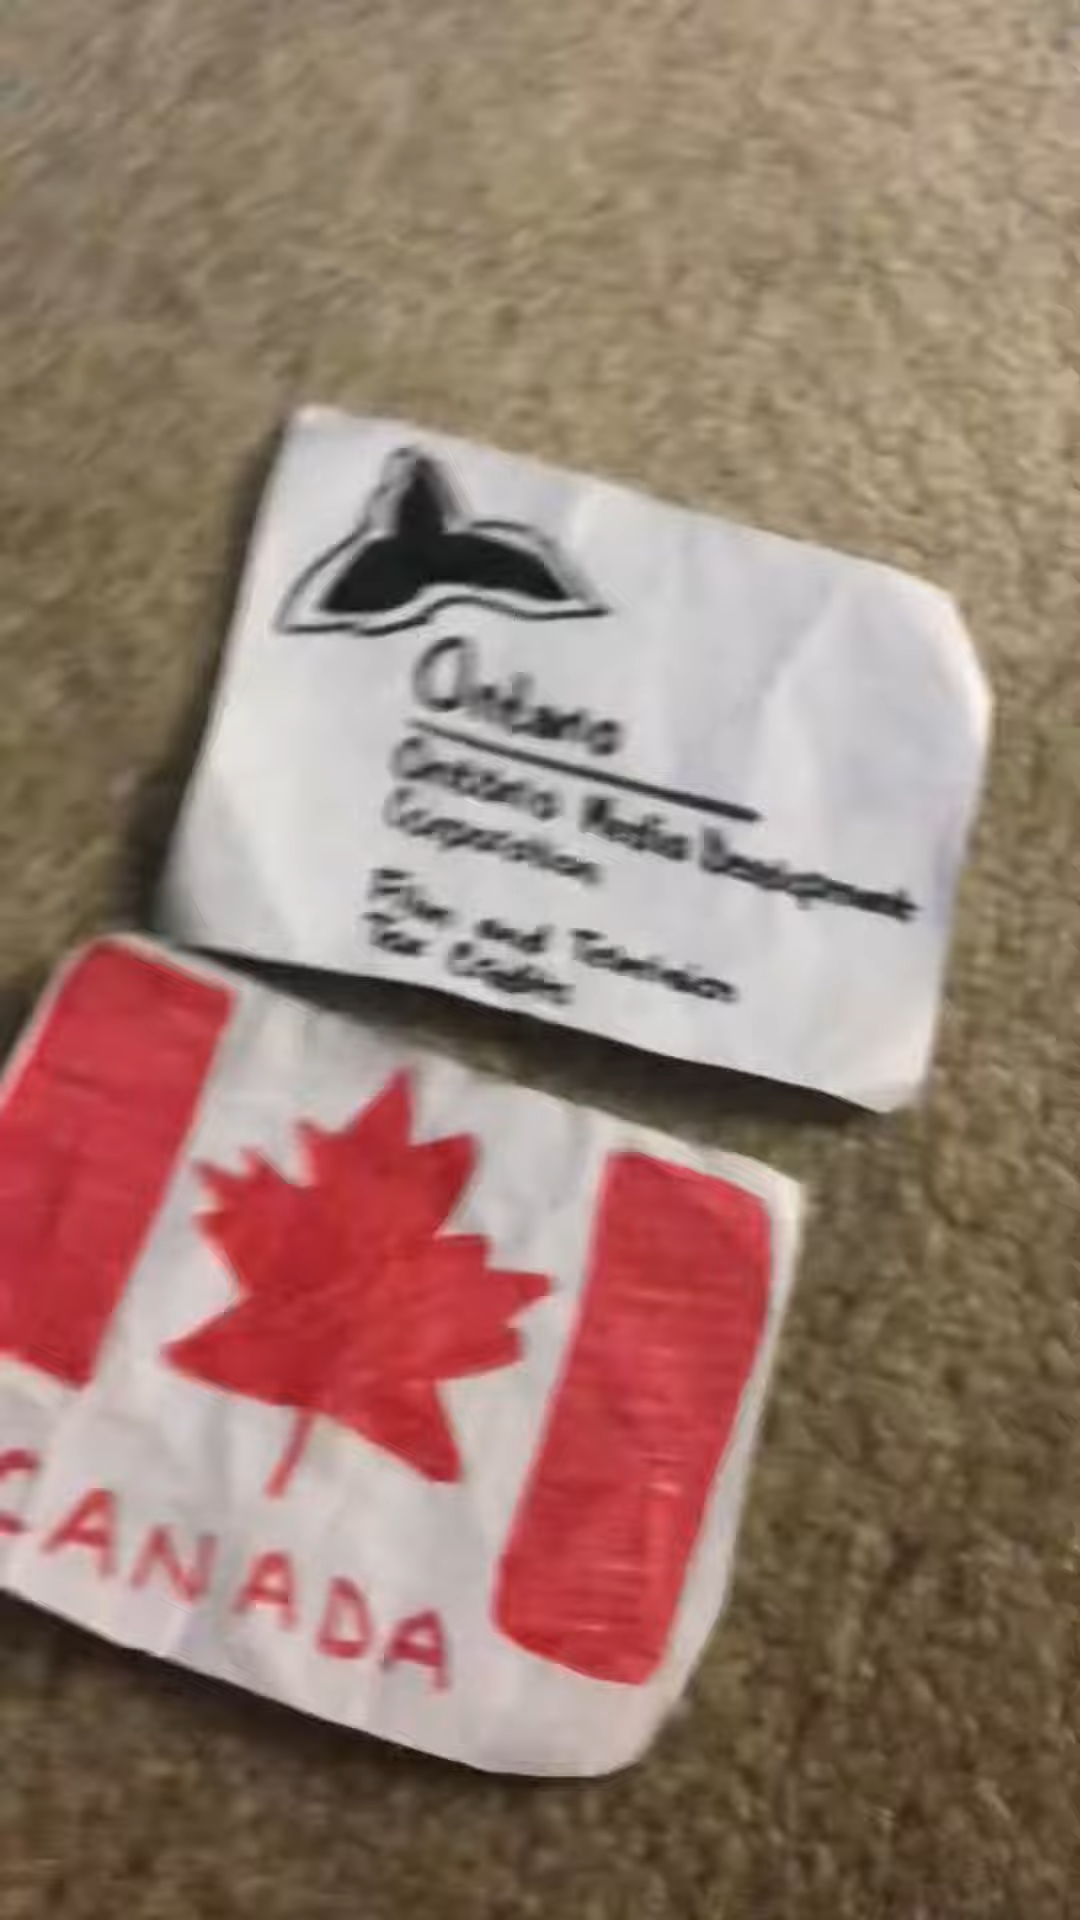 Ontario
Ontario Media Development
Corporation
Film and Television
Tax Credits
CANADA